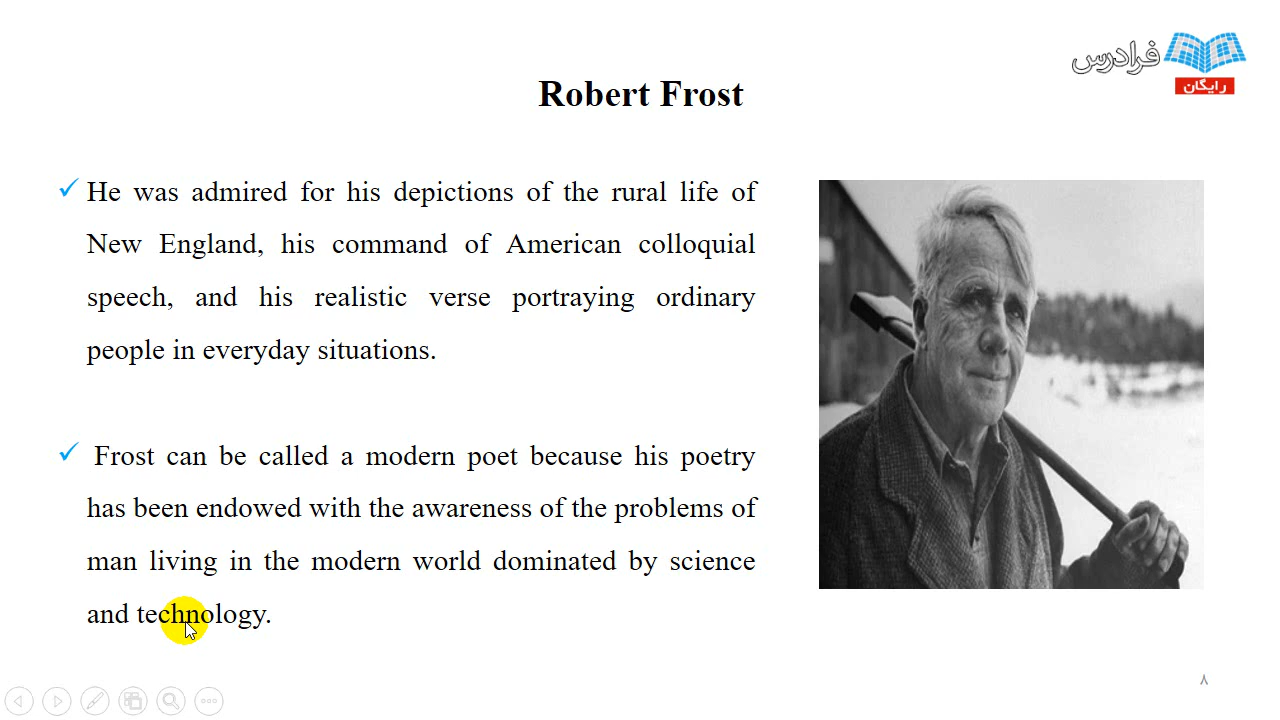 فرادرس
رایگان
Robert Frost
He was admired for his depictions of the rural life of
New England, his command of American colloquial
speech, and his realistic verse portraying ordinary
people in everyday situations.
Frost can be called a modern poet because his poetry
has been endowed with the awareness of the problems of
man living in the modern world dominated by science
and technology.
۸